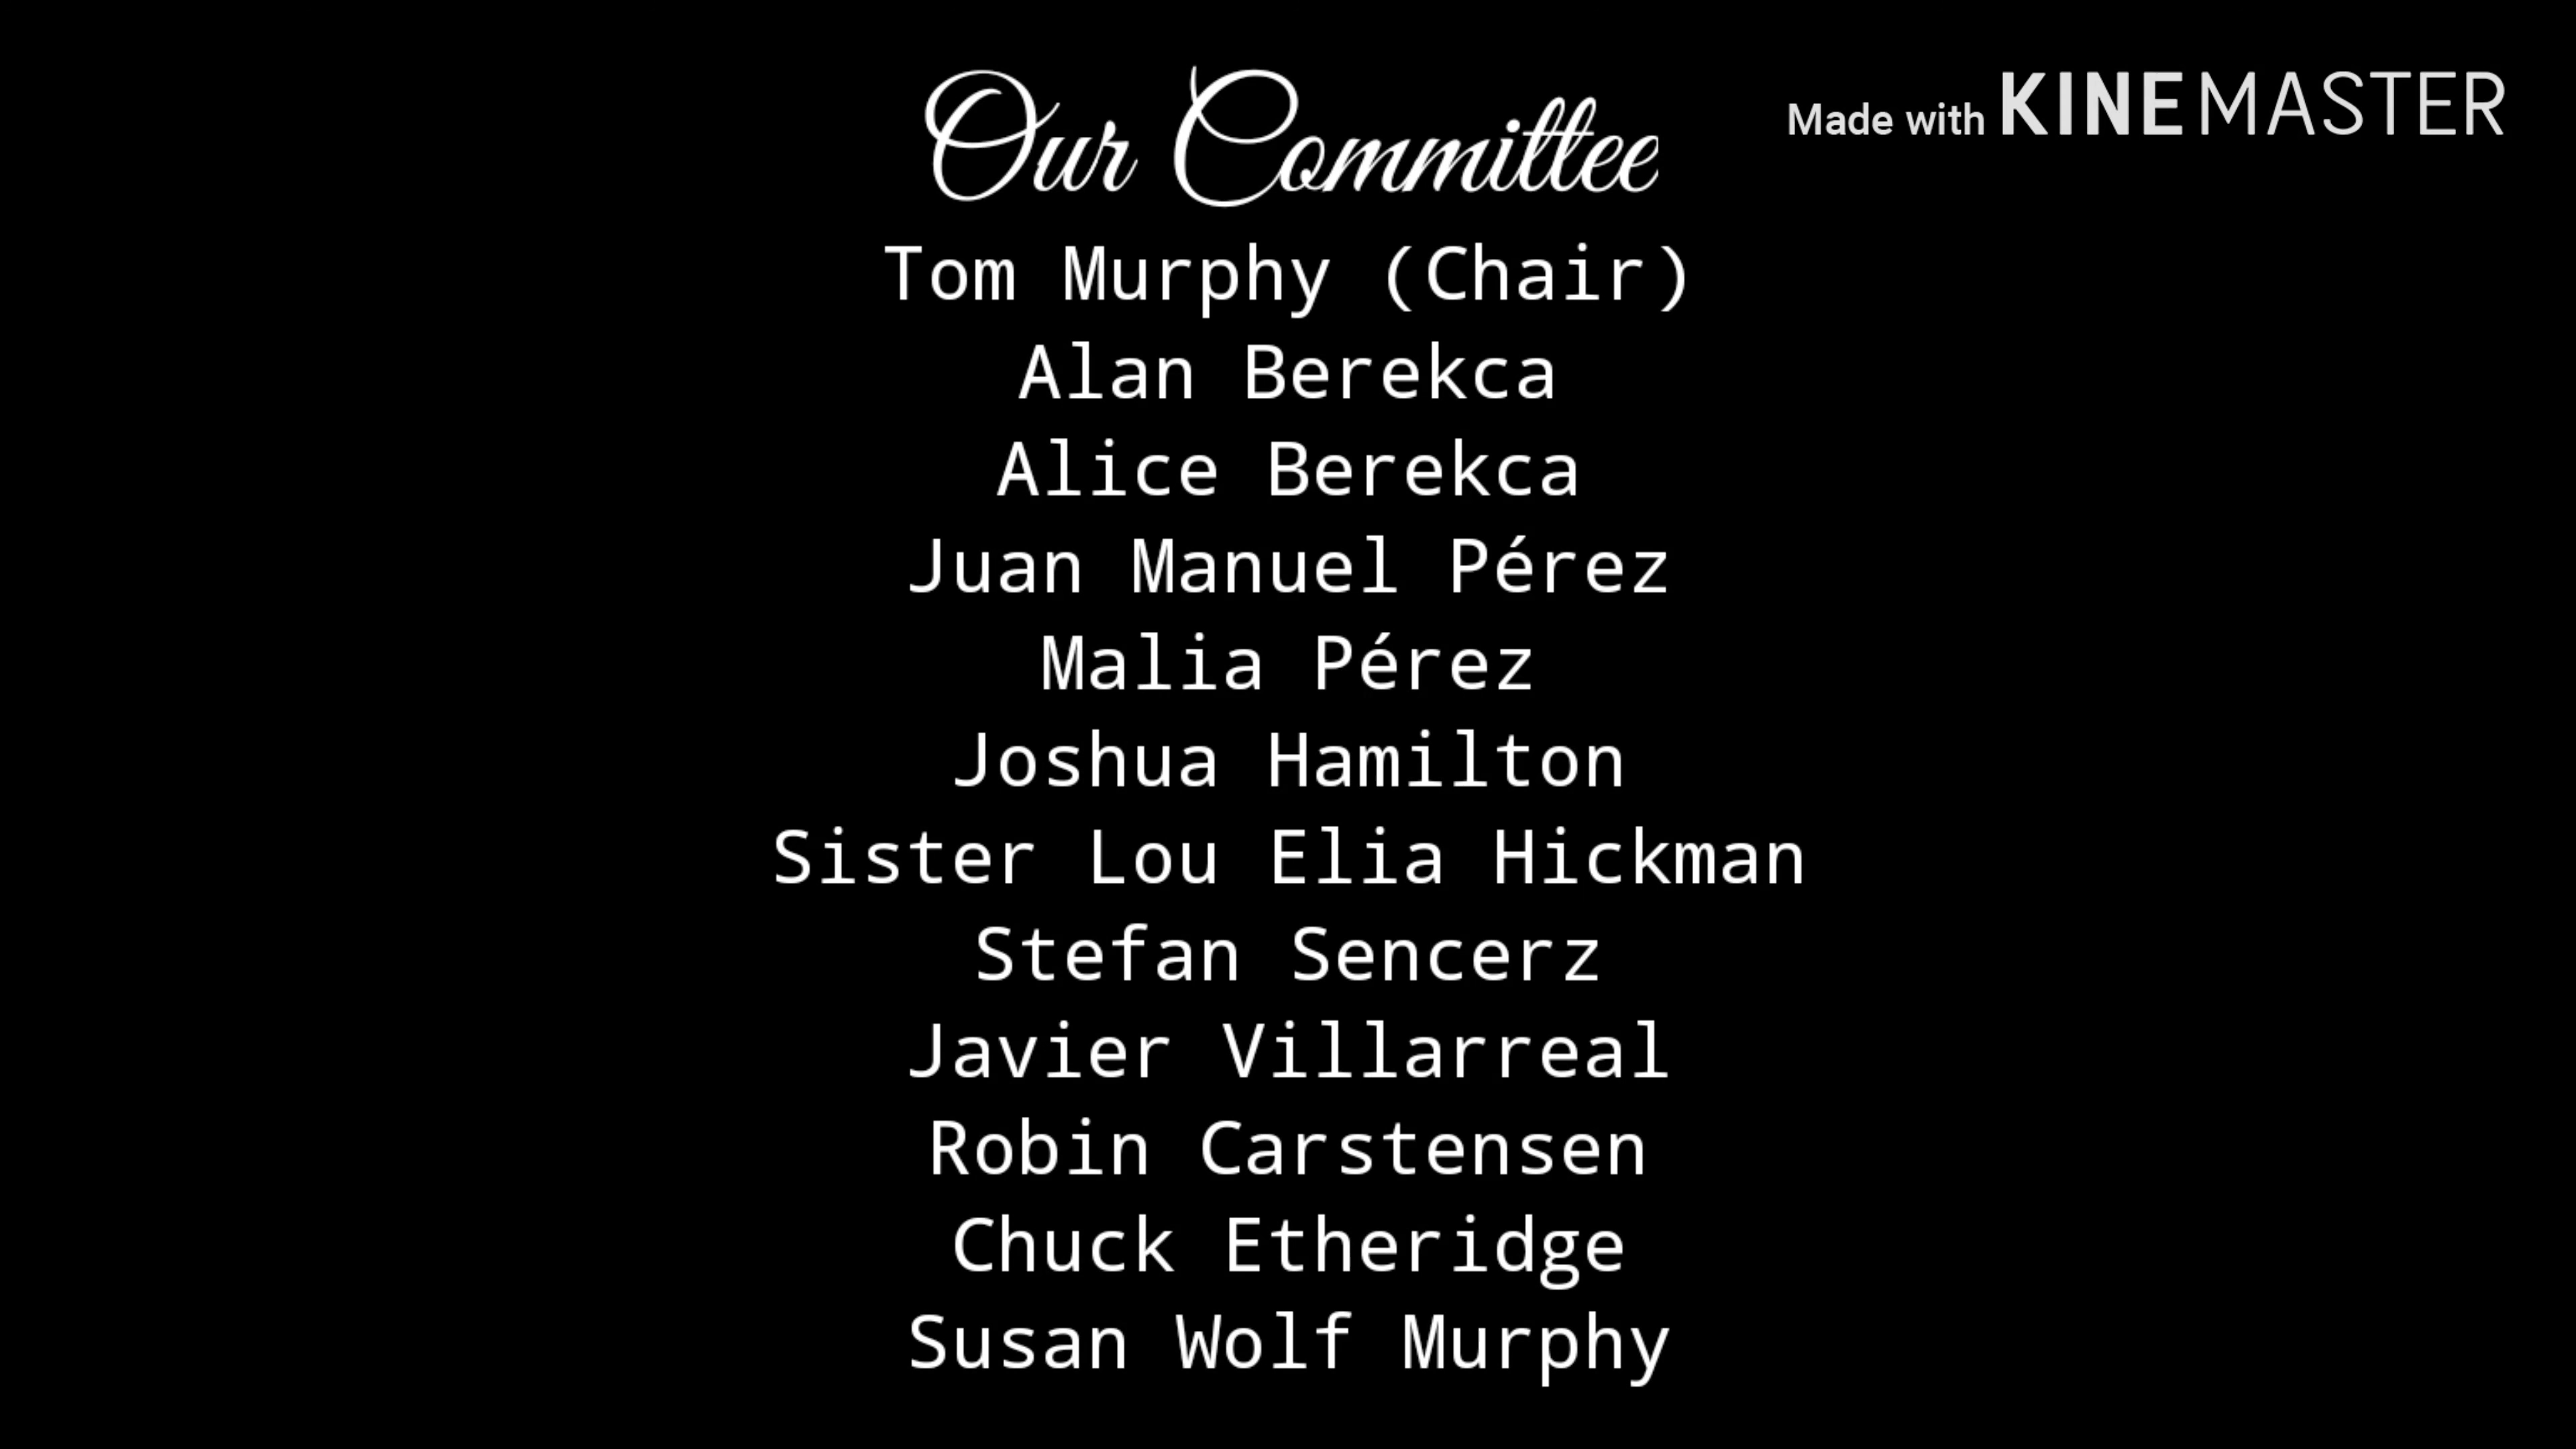 Our Committee
Made with KINEMASTER
Tom Murphy (Chair)
Alan Berekca
Alice Berekca
Juan Manuel Pérez
Malia Pérez
Joshua Hamilton
Sister Lou Elia Hickman
Stefan Sencerz
Javier Villarreal
Robin Carstensen
Chuck Etheridge
Susan Wolf Murphy